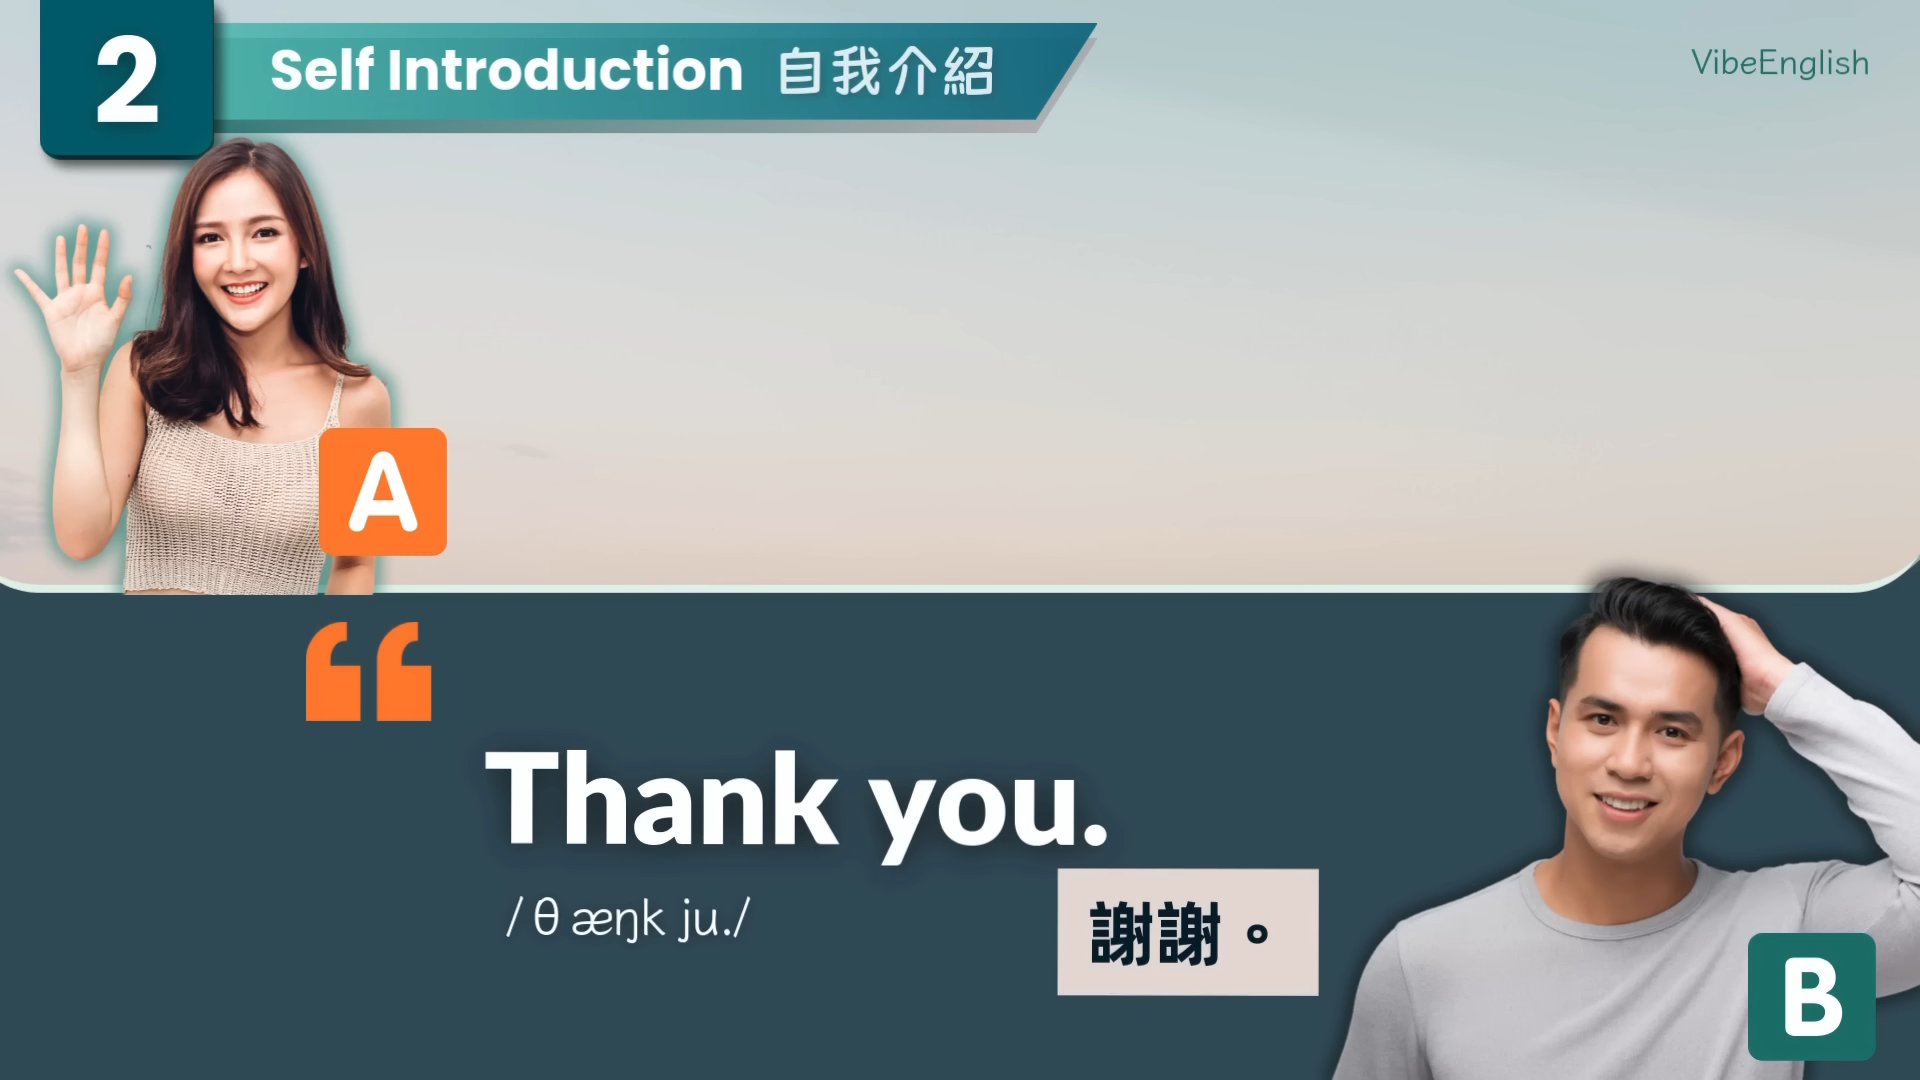 2
Self Introduction 自我介紹
VibeEnglish
A
“
Thank you.
/θæŋk ju./
謝謝。
B